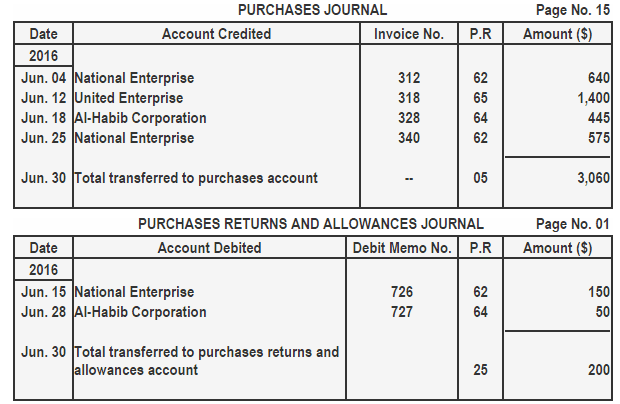 PURCHASES JOURNAL Page No. 15
Date Account Credited Invoice No. P.R Amount ($)
2016
Jun. 04 National Enterprise 312 62 640
Jun. 12 United Enterprise 318 65 1,400
Jun. 18 Al-Habib Corporation 328 64 445
Jun. 25 National Enterprise 340 62 575
Jun. 30 Total transferred to purchases account -- 05 3,060
PURCHASES RETURNS AND ALLOWANCES JOURNAL Page No. 01
Date Account Debited Debit Memo No. P.R Amount ($)
2016
Jun. 15 National Enterprise 726 62 150
Jun. 28 Al-Habib Corporation 727 64 50
Jun. 30 Total transferred to purchases returns and
allowances account 25 200